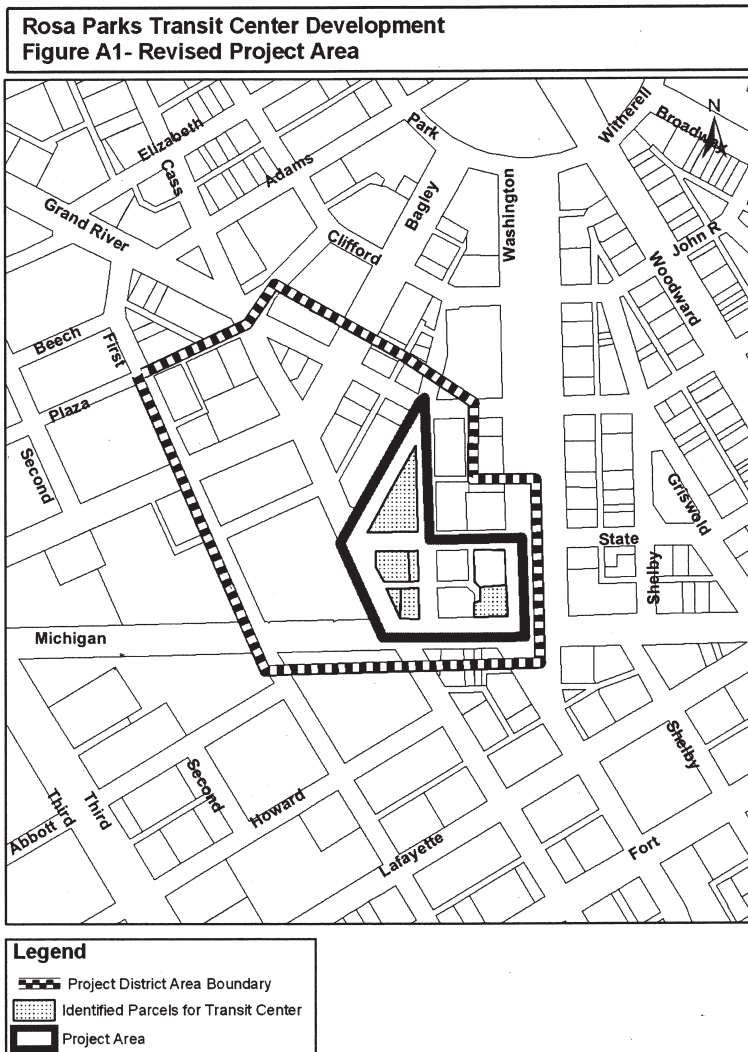 Rosa Parks Transit Center Development
Figure A1- Revised Project Area
N
Witherell
Broadway
Park
Elizabeth
Cass
Adams
Bagley
Washington
Grand River
Clifford
John R
Woodward
Beech
First
Plaza
Second
Griswold
State
Shelby
Michigan
Shelby
Second
Third
Third
Howard
Abbott
Lafayette
Fort
Legend
Project District Area Boundary
Identified Parcels for Transit Center
Project Area